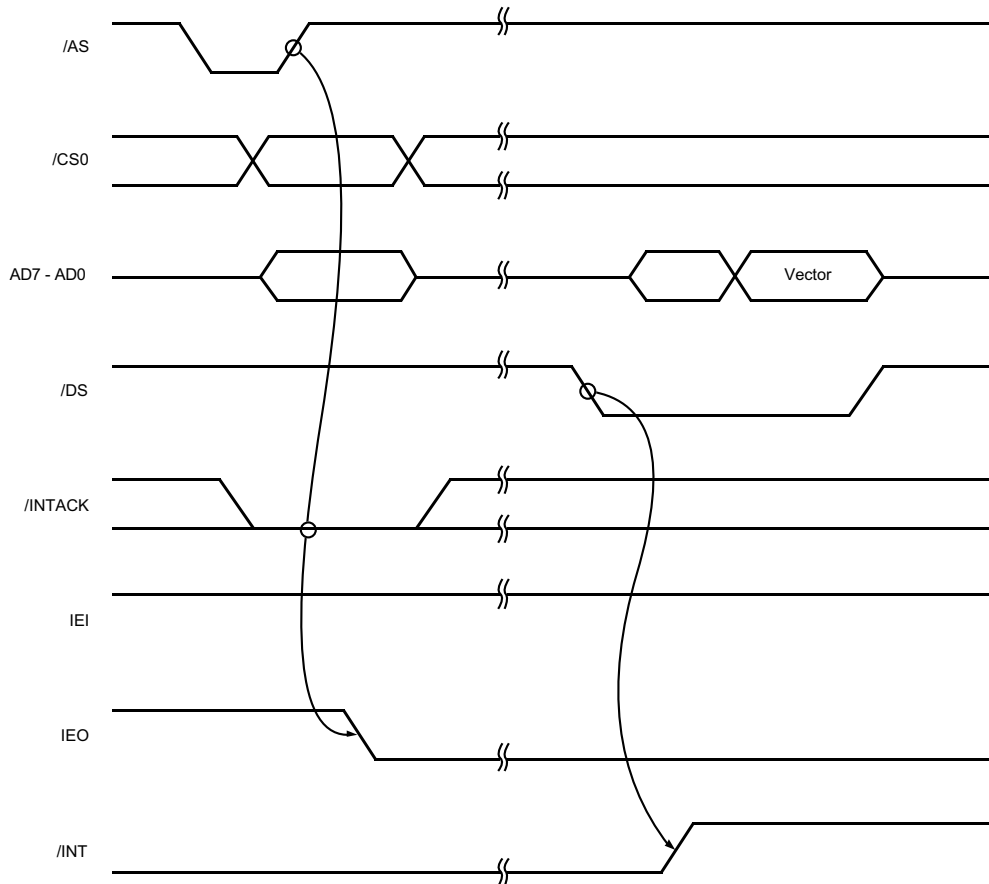 /AS
/CS0
AD7 - AD0
Vector
/DS
/INTACK
IEI
IEO
/INT